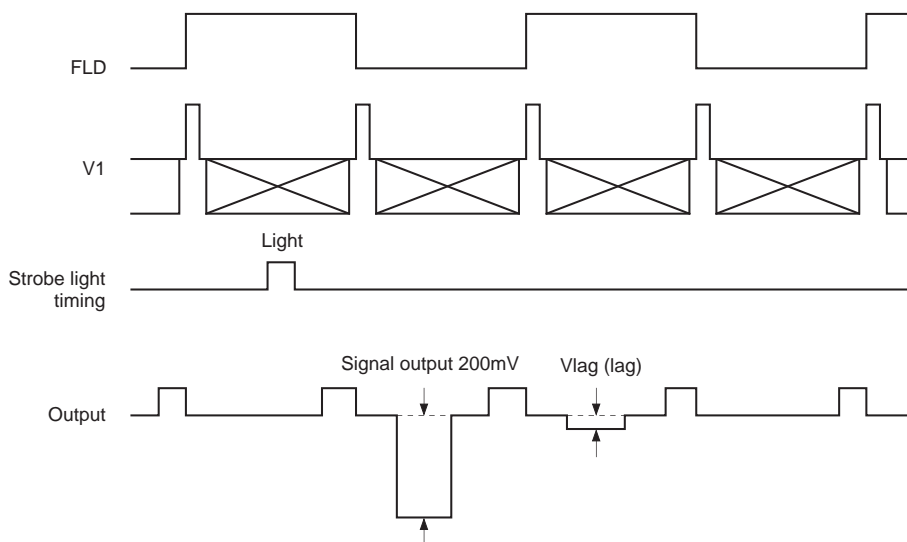 FLD
V1
Light
Strobe light
timing
Signal output 200mV
Vlag (lag)
Output